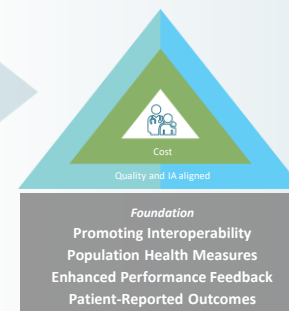 Cost
Quality and IA aligned
Foundation
Promoting Interoperability
Population Health Measures
Enhanced Performance Feedback
Patient-Reported Outcomes